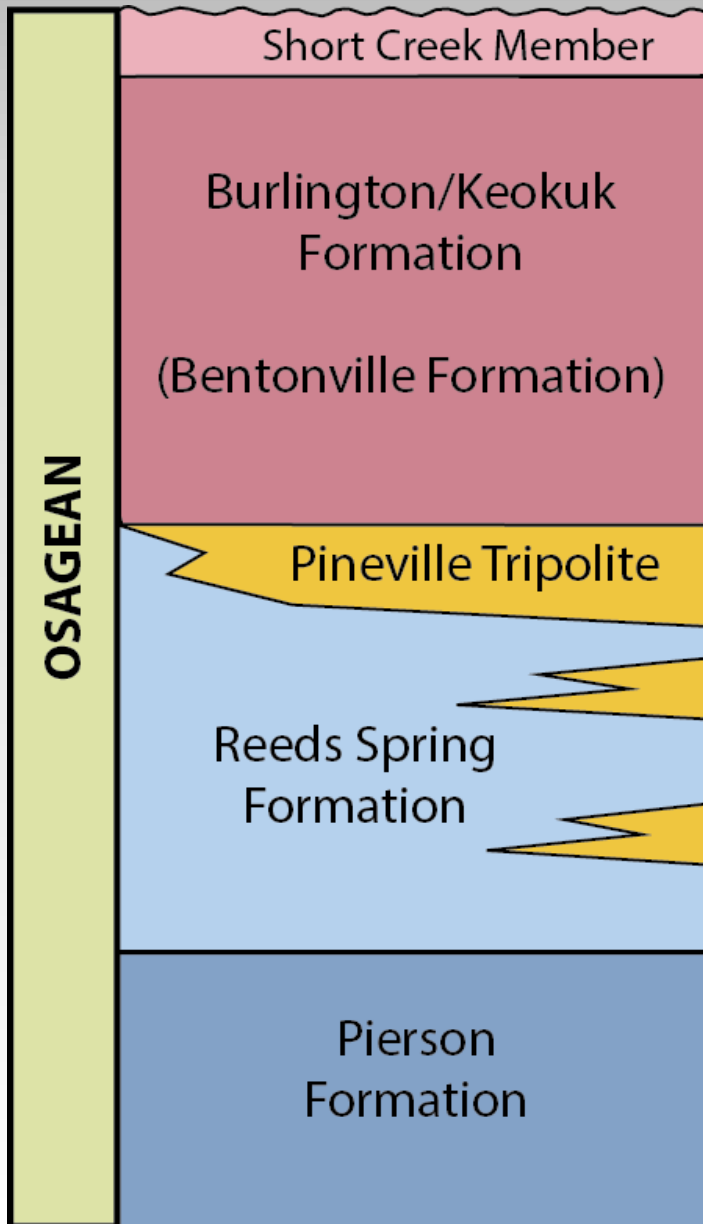 Short Creek Member
Burlington/Keokuk
Formation
(Bentonville Formation)
OSAGEAN
Pineville Tripolite
Reeds Spring
Formation
Pierson
Formation